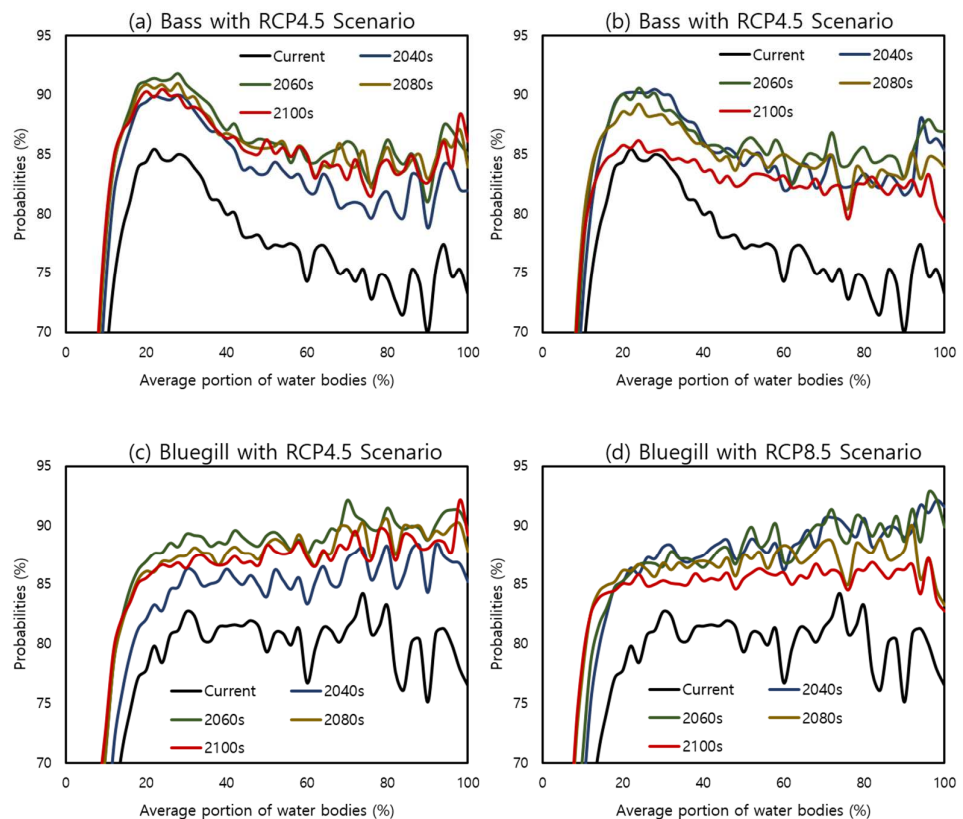 (a) Bass with RCP4.5 Scenario
95
90
85
80
75
70
0 20 40 60 80 100
Probabilities (%)
Average portion of water bodies (%)
Current 2040s
2060s 2080s
2100s
(b) Bass with RCP4.5 Scenario
95
90
85
80
75
70
0 20 40 60 80 100
Probabilities (%)
Average portion of water bodies (%)
Current 2040s
2060s 2080s
2100s
(c) Bluegill with RCP4.5 Scenario
95
90
85
80
75
70
0 20 40 60 80 100
Probabilities (%)
Average portion of water bodies (%)
Current 2040s
2060s 2080s
2100s
(d) Bluegill with RCP8.5 Scenario
95
90
85
80
75
70
0 20 40 60 80 100
Probabilities (%)
Average portion of water bodies (%)
Current 2040s
2060s 2080s
2100s